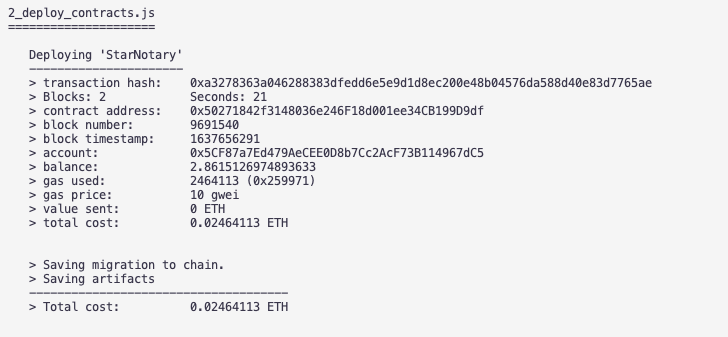 2_deploy_contracts.js
=====================
Deploying 'StarNotary'
----------------------
> transaction hash:    0xa3278363a046288383dfedd6e5e9d1d8ec200e48b04576da588d40e83d7765ae
> Blocks: 2            Seconds: 21
> contract address:    0x50271842f3148036e246F18d001ee34CB199D9df
> block number:        9691540
> block timestamp:     1637656291
> account:             0x5CF87a7Ed479AeCEE0D8b7Cc2AcF73B114967dC5
> balance:             2.8615126974893633
> gas used:            2464113 (0x259971)
> gas price:           10 gwei
> value sent:          0 ETH
> total cost:          0.02464113 ETH
> Saving migration to chain.
> Saving artifacts
-------------------------------------
> Total cost:          0.02464113 ETH